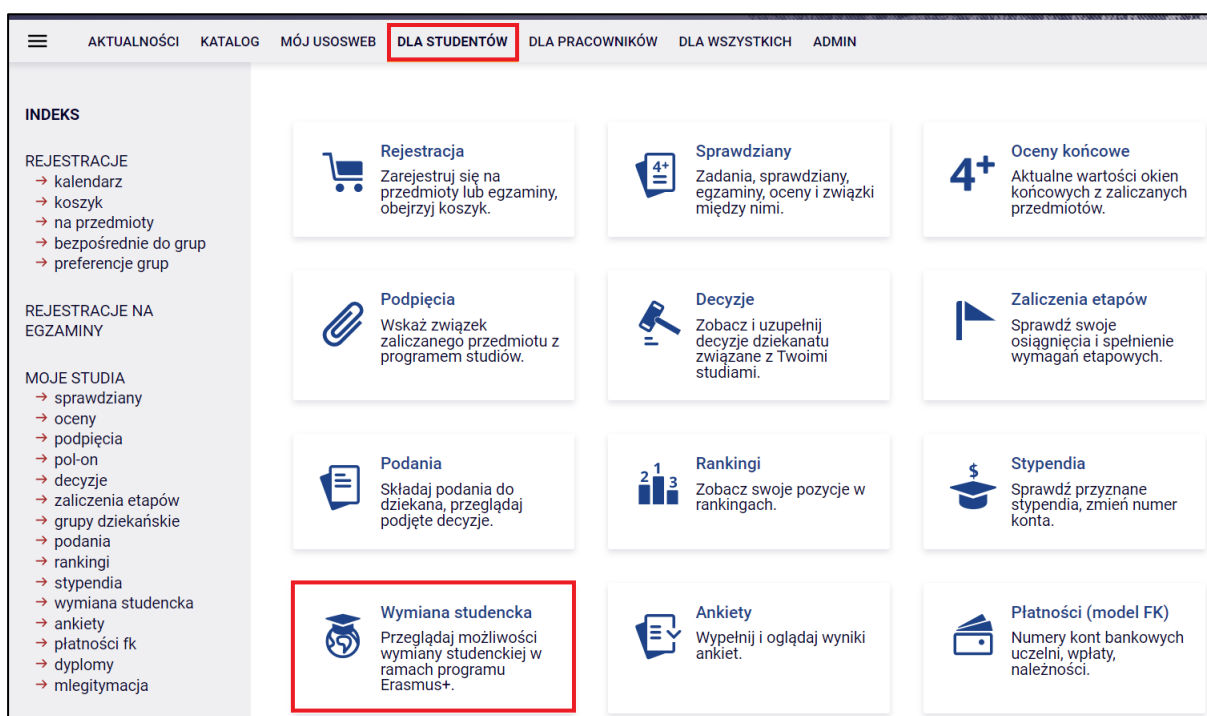 AKTUALNOŚCI KATALOG MÓJ USOSWEB DLA STUDENTÓW DLA PRACOWNIKÓW DLA WSZYSTKICH ADMIN
INDEKS
REJESTRACJE
→ kalendarz
→ koszyk
→ na przedmioty
→ bezpośrednie do grup
→ preferencje grup
REJESTRACJE NA
EGZAMINY
MOJE STUDIA
→ sprawdziany
→ oceny
→ podpięcia
→ pol-on
→ decyzje
→ zaliczenia etapów
→ grupy dziekańskie
→ podania
→ rankingi
→ stypendia
→ wymiana studencka
→ ankiety
→ płatności fk
→ dyplomy
→ mlegitymacja
Rejestracja
Zarejestruj się na
przedmioty lub egzaminy,
obejrzyj koszyk.
4+
Sprawdziany
Zadania, sprawdziany,
egzaminy, oceny i związki
między nimi.
4+
Oceny końcowe
Aktualne wartości okien
końcowych z zaliczanych
przedmiotów.
Podpięcia
Wskaż związek
zaliczanego przedmiotu z
programem studiów.
Decyzje
Zobacz i uzupełnij
decyzje dziekanatu
związane z Twoimi
studiami.
Zaliczenia etapów
Sprawdź swoje
osiągnięcia i spełnienie
wymagań etapowych.
Podania
Składaj podania do
dziekana, przeglądaj
podjęte decyzje.
2 1 3
Rankingi
Zobacz swoje pozycje w
rankingach.
$
Stypendia
Sprawdź przyznane
stypendia, zmień numer
konta.
Wymiana studencka
Przeglądaj możliwości
wymiany studenckiej w
ramach programu
Erasmus+.
Ankiety
Wypełnij i oglądaj wyniki
ankiet.
Płatności (model FK)
Numery kont bankowych
uczelni, wpłaty,
należności.